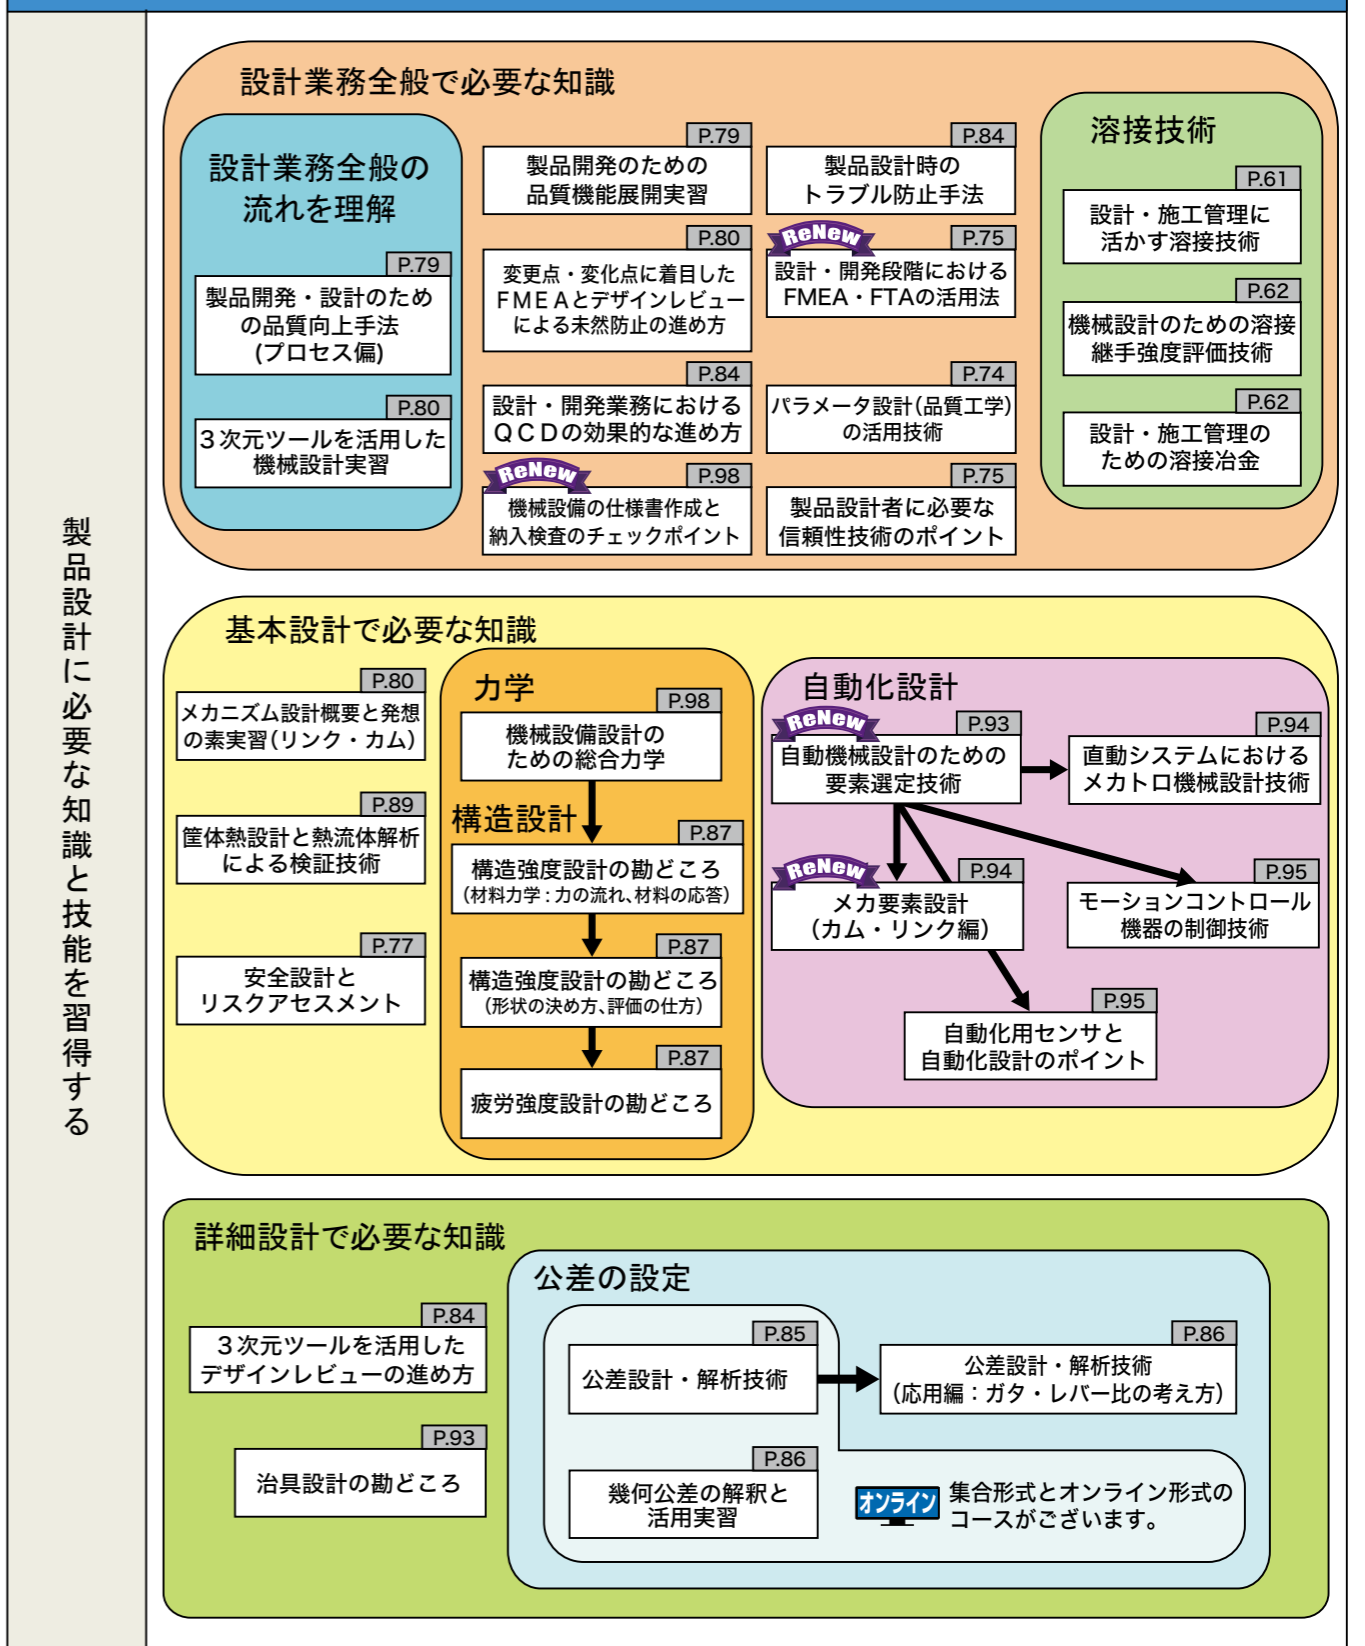 製品設計に必要な知識と技能を習得する
設計業務全般で必要な知識
設計業務全般の
流れを理解
P.79
製品開発・設計のため
の品質向上手法
(プロセス偏)
P.80
３次元ツールを活用した
機械設計実習
P.79
製品開発のための
品質機能展開実習
P.84
製品設計時の
トラブル防止手法
P.80
変更点・変化点に着目した
ＦＭＥＡとデザインレビュー
による未然防止の進め方
ReNew
P.75
設計・開発段階における
FMEA・FTAの活用法
P.84
設計・開発業務における
ＱＣＤの効果的な進め方
P.74
パラメータ設計(品質工学)
の活用技術
ReNew
P.98
機械設備の仕様書作成と
納入検査のチェックポイント
P.75
製品設計者に必要な
信頼性技術のポイント
溶接技術
P.61
設計・施工管理に
活かす溶接技術
P.62
機械設計のための溶接
継手強度評価技術
P.62
設計・施工管理の
ための溶接冶金
基本設計で必要な知識
P.80
メカニズム設計概要と発想
の素実習(リンク・カム)
P.89
筐体熱設計と熱流体解析
による検証技術
P.77
安全設計と
リスクアセスメント
力学
P.98
機械設備設計の
ための総合力学
構造設計
P.87
構造強度設計の勘どころ
(材料力学：力の流れ、材料の応答)
P.87
構造強度設計の勘どころ
(形状の決め方、評価の仕方)
P.87
疲労強度設計の勘どころ
自動化設計
ReNew
P.93
自動機械設計のための
要素選定技術
P.94
直動システムにおける
メカトロ機械設計技術
ReNew
P.94
メカ要素設計
(カム・リンク編)
P.95
モーションコントロール
機器の制御技術
P.95
自動化用センサと
自動化設計のポイント
詳細設計で必要な知識
P.84
３次元ツールを活用した
デザインレビューの進め方
P.93
治具設計の勘どころ
公差の設定
P.85
公差設計・解析技術
P.86
公差設計・解析技術
(応用編：ガタ・レバー比の考え方)
P.86
幾何公差の解釈と
活用実習
オンライン
集合形式とオンライン形式の
コースがございます。